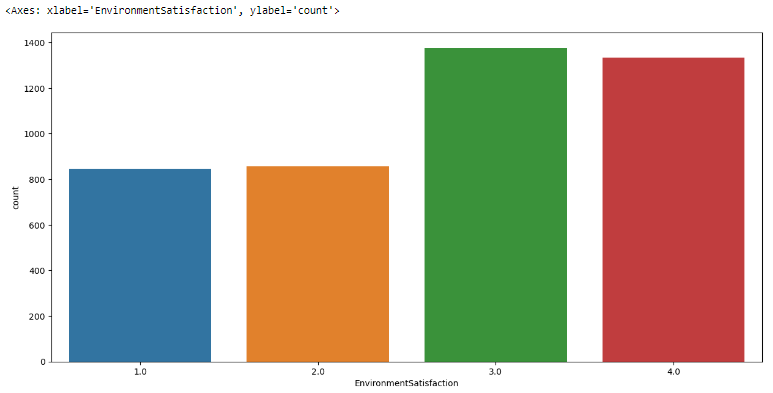 <Axes: xlabel='EnvironmentSatisfaction', ylabel='count'>
1400
1200
1000
800
600
400
200
0
count
1.0 2.0 3.0 4.0
EnvironmentSatisfaction